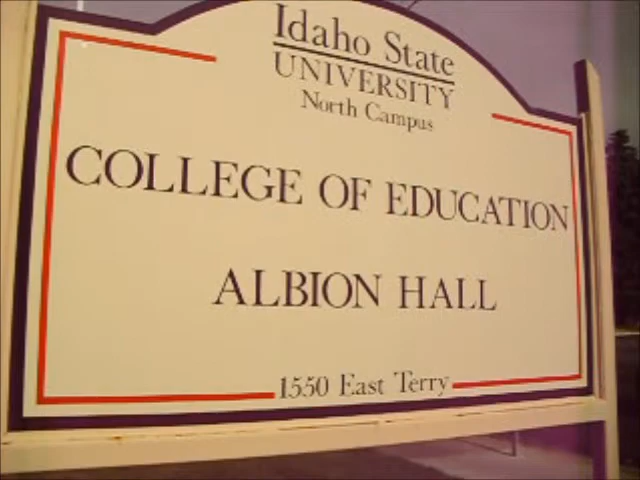 Idaho State
UNIVERSITY
North Campus
COLLEGE OF EDUCATION
ALBION HALL
1550 East Terry